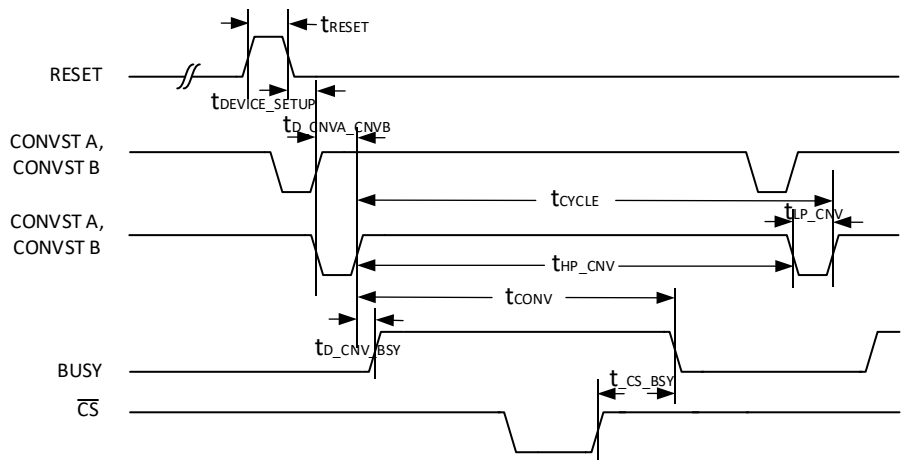 tRESET
RESET
tDEVICE_SETUP
tD_CNVA_CNVB
CONVST A,
CONVST B
tCYCLE
tLP_CNV
CONVST A,
CONVST B
tHP_CNV
tCONV
tD_CNV_BSY
BUSY
t_CS_BSY
CS